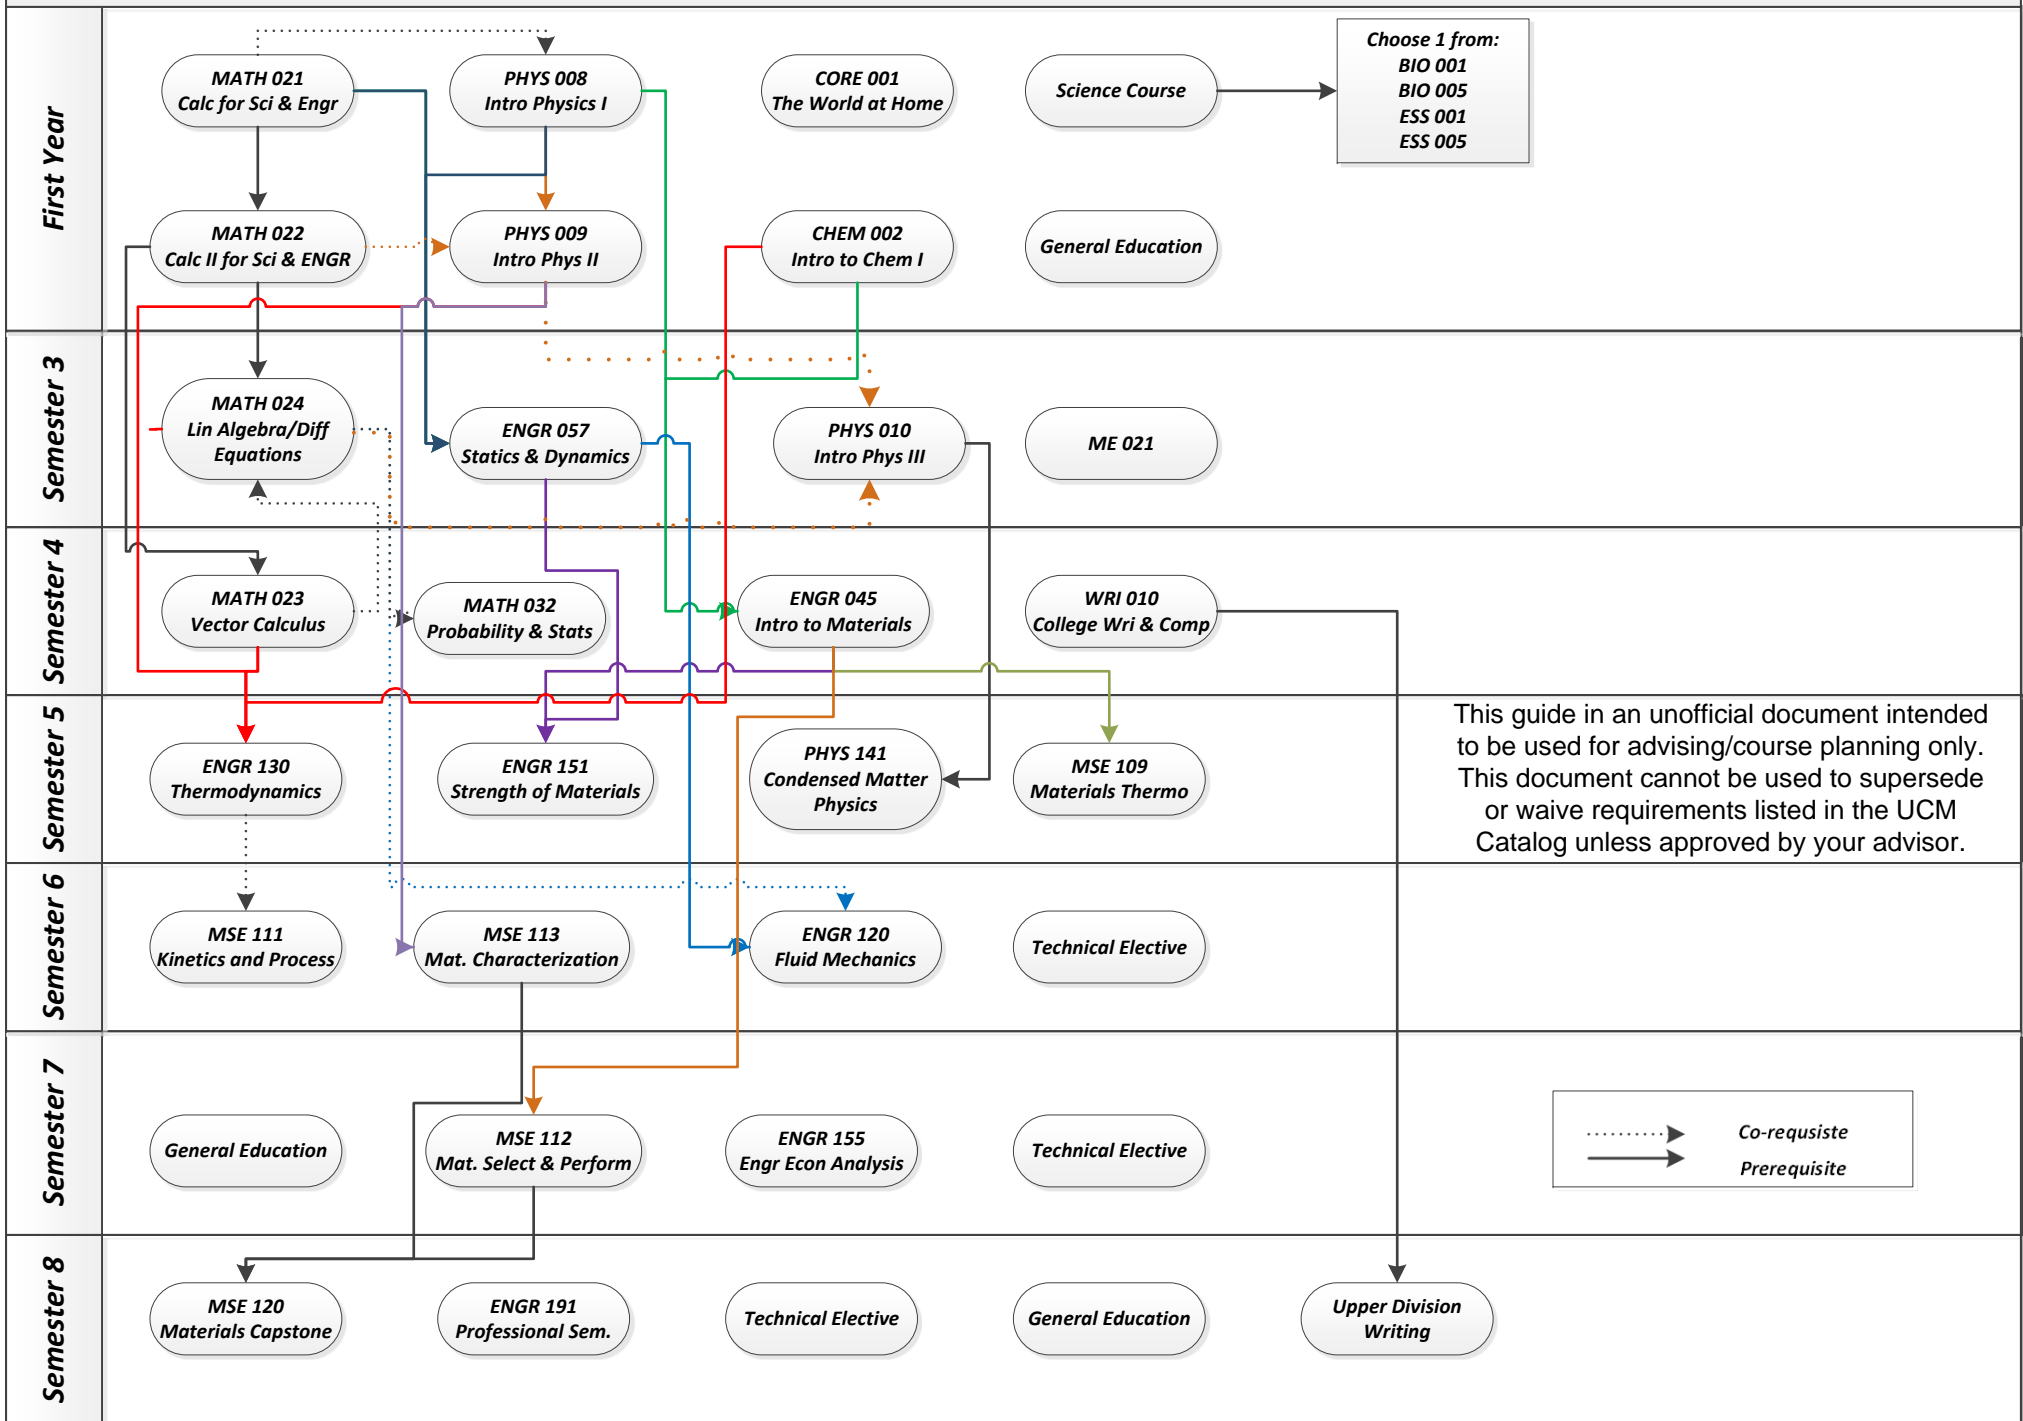 First Year
MATH 021
Calc for Sci & Engr
PHYS 008
Intro Physics I
CORE 001
The World at Home
Science Course
Choose 1 from:
BIO 001
BIO 005
ESS 001
ESS 005
MATH 022
Calc II for Sci & ENGR
PHYS 009
Intro Phys II
CHEM 002
Intro to Chem I
General Education
Semester 3
MATH 024
Lin Algebra/Diff
Equations
ENGR 057
Statics & Dynamics
PHYS 010
Intro Phys III
ME 021
Semester 4
MATH 023
Vector Calculus
MATH 032
Probability & Stats
ENGR 045
Intro to Materials
WRI 010
College Wri & Comp
Semester 5
ENGR 130
Thermodynamics
ENGR 151
Strength of Materials
PHYS 141
Condensed Matter
Physics
MSE 109
Materials Thermo
This guide in an unofficial document intended
to be used for advising/course planning only.
This document cannot be used to supersede
or waive requirements listed in the UCM
Catalog unless approved by your advisor.
Semester 6
MSE 111
Kinetics and Process
MSE 113
Mat. Characterization
ENGR 120
Fluid Mechanics
Technical Elective
Semester 7
General Education
MSE 112
Mat. Select & Perform
ENGR 155
Engr Econ Analysis
Technical Elective
Co-requsiste
Prerequisite
Semester 8
MSE 120
Materials Capstone
ENGR 191
Professional Sem.
Technical Elective
General Education
Upper Division
Writing